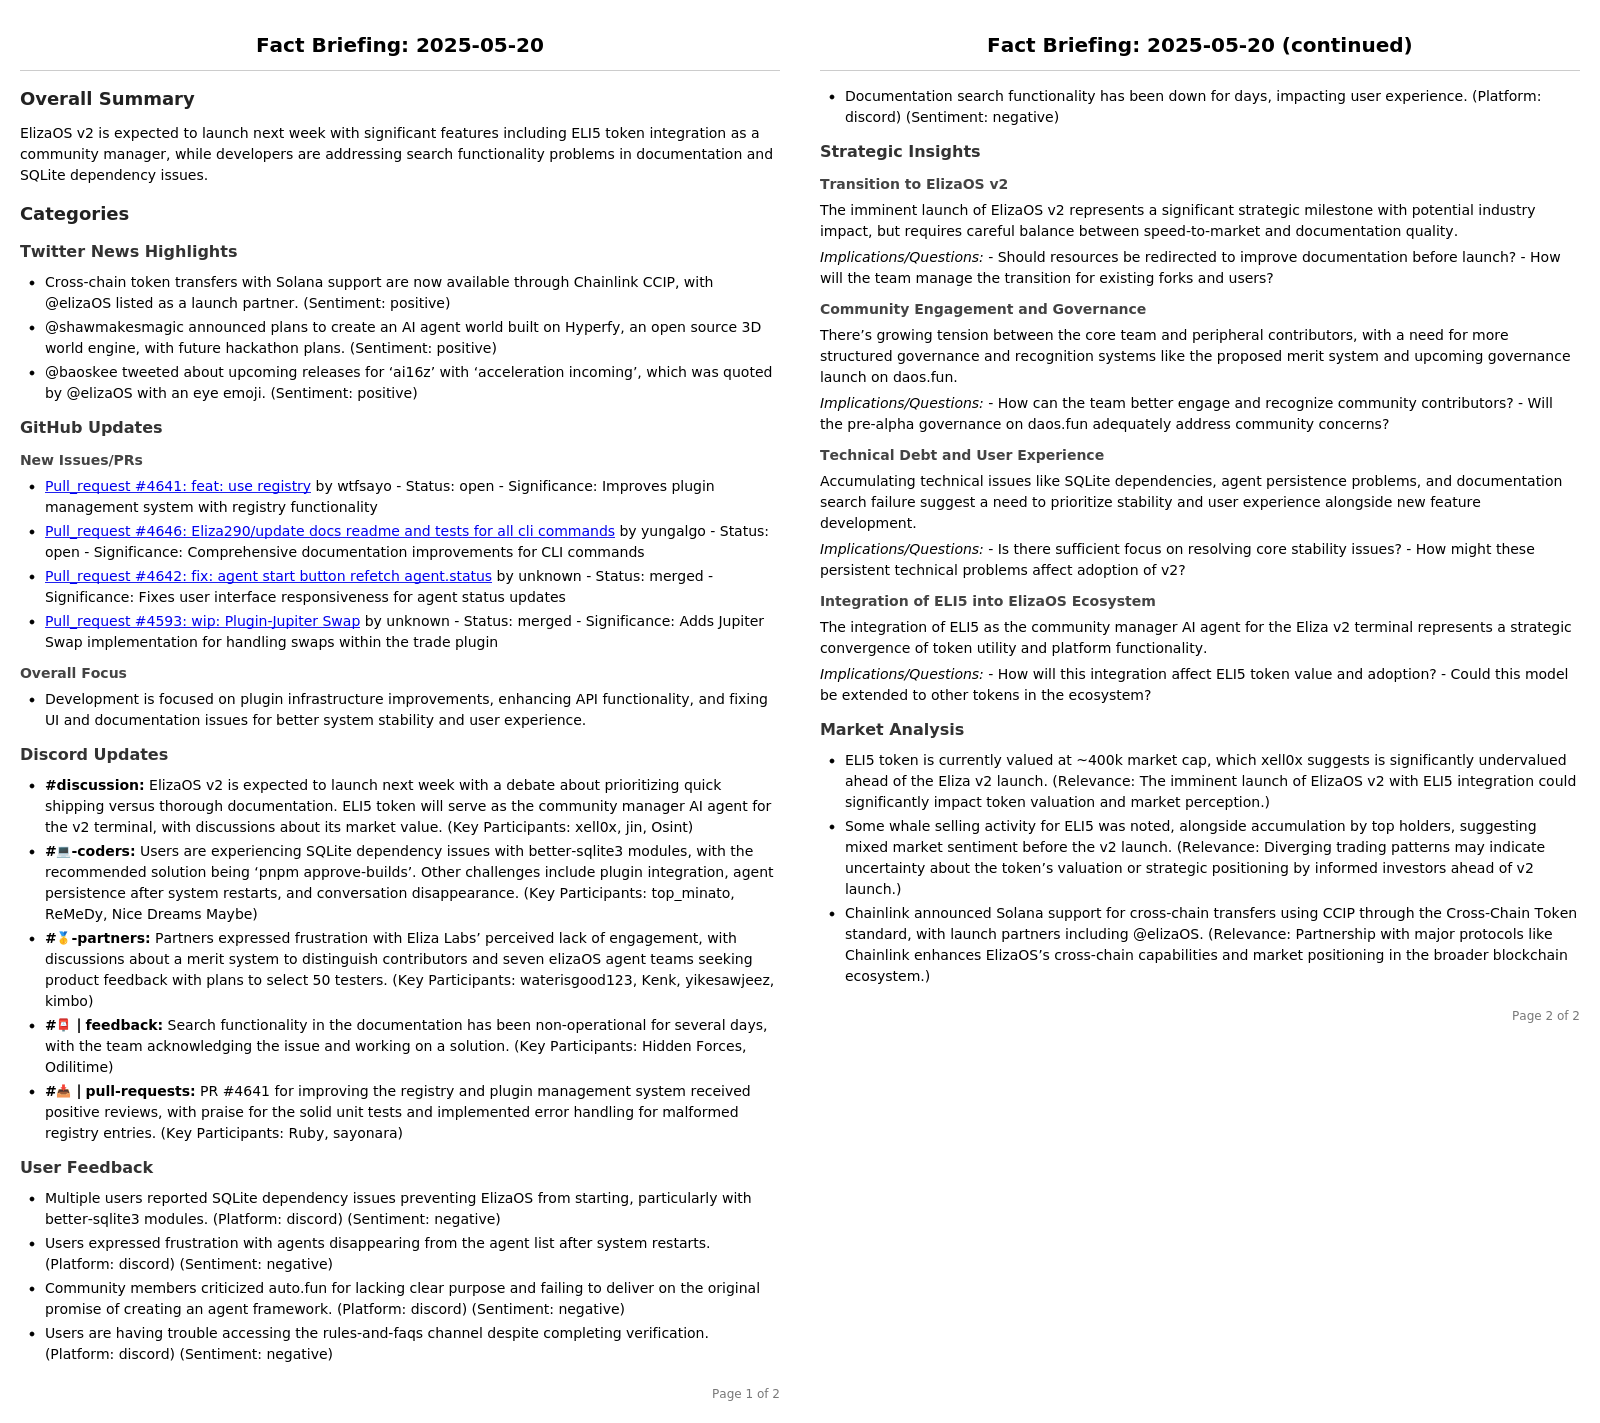 Fact Briefing: 2025-05-20
Overall Summary
ElizaOS v2 is expected to launch next week with significant features including ELI5 token integration as a
community manager, while developers are addressing search functionality problems in documentation and
SQLite dependency issues.
Categories
Twitter News Highlights
• Cross-chain token transfers with Solana support are now available through Chainlink CCIP, with
@elizaOS listed as a launch partner. (Sentiment: positive)
• @shawmakesmagic announced plans to create an AI agent world built on Hyperfy, an open source 3D
world engine, with future hackathon plans. (Sentiment: positive)
• @baoskee tweeted about upcoming releases for ‘ai16z’ with ‘acceleration incoming’, which was quoted
by @elizaOS with an eye emoji. (Sentiment: positive)
GitHub Updates
New Issues/PRs
• Pull_request #4641: feat: use registry by wtfsayo - Status: open - Significance: Improves plugin
management system with registry functionality
• Pull_request #4646: Eliza290/update docs readme and tests for all cli commands by yungalgo - Status:
open - Significance: Comprehensive documentation improvements for CLI commands
• Pull_request #4642: fix: agent start button refetch agent.status by unknown - Status: merged -
Significance: Fixes user interface responsiveness for agent status updates
• Pull_request #4593: wip: Plugin-Jupiter Swap by unknown - Status: merged - Significance: Adds Jupiter
Swap implementation for handling swaps within the trade plugin
Overall Focus
• Development is focused on plugin infrastructure improvements, enhancing API functionality, and fixing
UI and documentation issues for better system stability and user experience.
Discord Updates
• #discussion: ElizaOS v2 is expected to launch next week with a debate about prioritizing quick
shipping versus thorough documentation. ELI5 token will serve as the community manager AI agent for
the v2 terminal, with discussions about its market value. (Key Participants: xell0x, jin, Osint)
• #💻-coders: Users are experiencing SQLite dependency issues with better-sqlite3 modules, with the
recommended solution being ‘pnpm approve-builds’. Other challenges include plugin integration, agent
persistence after system restarts, and conversation disappearance. (Key Participants: top_minato,
ReMeDy, Nice Dreams Maybe)
• #🥇-partners: Partners expressed frustration with Eliza Labs’ perceived lack of engagement, with
discussions about a merit system to distinguish contributors and seven elizaOS agent teams seeking
product feedback with plans to select 50 testers. (Key Participants: waterisgood123, Kenk, yikesawjeez,
kimbo)
• #📮 | feedback: Search functionality in the documentation has been non-operational for several days,
with the team acknowledging the issue and working on a solution. (Key Participants: Hidden Forces,
Odilitime)
• #📥 | pull-requests: PR #4641 for improving the registry and plugin management system received
positive reviews, with praise for the solid unit tests and implemented error handling for malformed
registry entries. (Key Participants: Ruby, sayonara)
User Feedback
• Multiple users reported SQLite dependency issues preventing ElizaOS from starting, particularly with
better-sqlite3 modules. (Platform: discord) (Sentiment: negative)
• Users expressed frustration with agents disappearing from the agent list after system restarts.
(Platform: discord) (Sentiment: negative)
• Community members criticized auto.fun for lacking clear purpose and failing to deliver on the original
promise of creating an agent framework. (Platform: discord) (Sentiment: negative)
• Users are having trouble accessing the rules-and-faqs channel despite completing verification.
(Platform: discord) (Sentiment: negative)
Page 1 of 2
Fact Briefing: 2025-05-20 (continued)
• Documentation search functionality has been down for days, impacting user experience. (Platform:
discord) (Sentiment: negative)
Strategic Insights
Transition to ElizaOS v2
The imminent launch of ElizaOS v2 represents a significant strategic milestone with potential industry
impact, but requires careful balance between speed-to-market and documentation quality.
Implications/Questions: - Should resources be redirected to improve documentation before launch? - How
will the team manage the transition for existing forks and users?
Community Engagement and Governance
There’s growing tension between the core team and peripheral contributors, with a need for more
structured governance and recognition systems like the proposed merit system and upcoming governance
launch on daos.fun.
Implications/Questions: - How can the team better engage and recognize community contributors? - Will
the pre-alpha governance on daos.fun adequately address community concerns?
Technical Debt and User Experience
Accumulating technical issues like SQLite dependencies, agent persistence problems, and documentation
search failure suggest a need to prioritize stability and user experience alongside new feature
development.
Implications/Questions: - Is there sufficient focus on resolving core stability issues? - How might these
persistent technical problems affect adoption of v2?
Integration of ELI5 into ElizaOS Ecosystem
The integration of ELI5 as the community manager AI agent for the Eliza v2 terminal represents a strategic
convergence of token utility and platform functionality.
Implications/Questions: - How will this integration affect ELI5 token value and adoption? - Could this model
be extended to other tokens in the ecosystem?
Market Analysis
• ELI5 token is currently valued at ~400k market cap, which xell0x suggests is significantly undervalued
ahead of the Eliza v2 launch. (Relevance: The imminent launch of ElizaOS v2 with ELI5 integration could
significantly impact token valuation and market perception.)
• Some whale selling activity for ELI5 was noted, alongside accumulation by top holders, suggesting
mixed market sentiment before the v2 launch. (Relevance: Diverging trading patterns may indicate
uncertainty about the token’s valuation or strategic positioning by informed investors ahead of v2
launch.)
• Chainlink announced Solana support for cross-chain transfers using CCIP through the Cross-Chain Token
standard, with launch partners including @elizaOS. (Relevance: Partnership with major protocols like
Chainlink enhances ElizaOS’s cross-chain capabilities and market positioning in the broader blockchain
ecosystem.)
Page 2 of 2